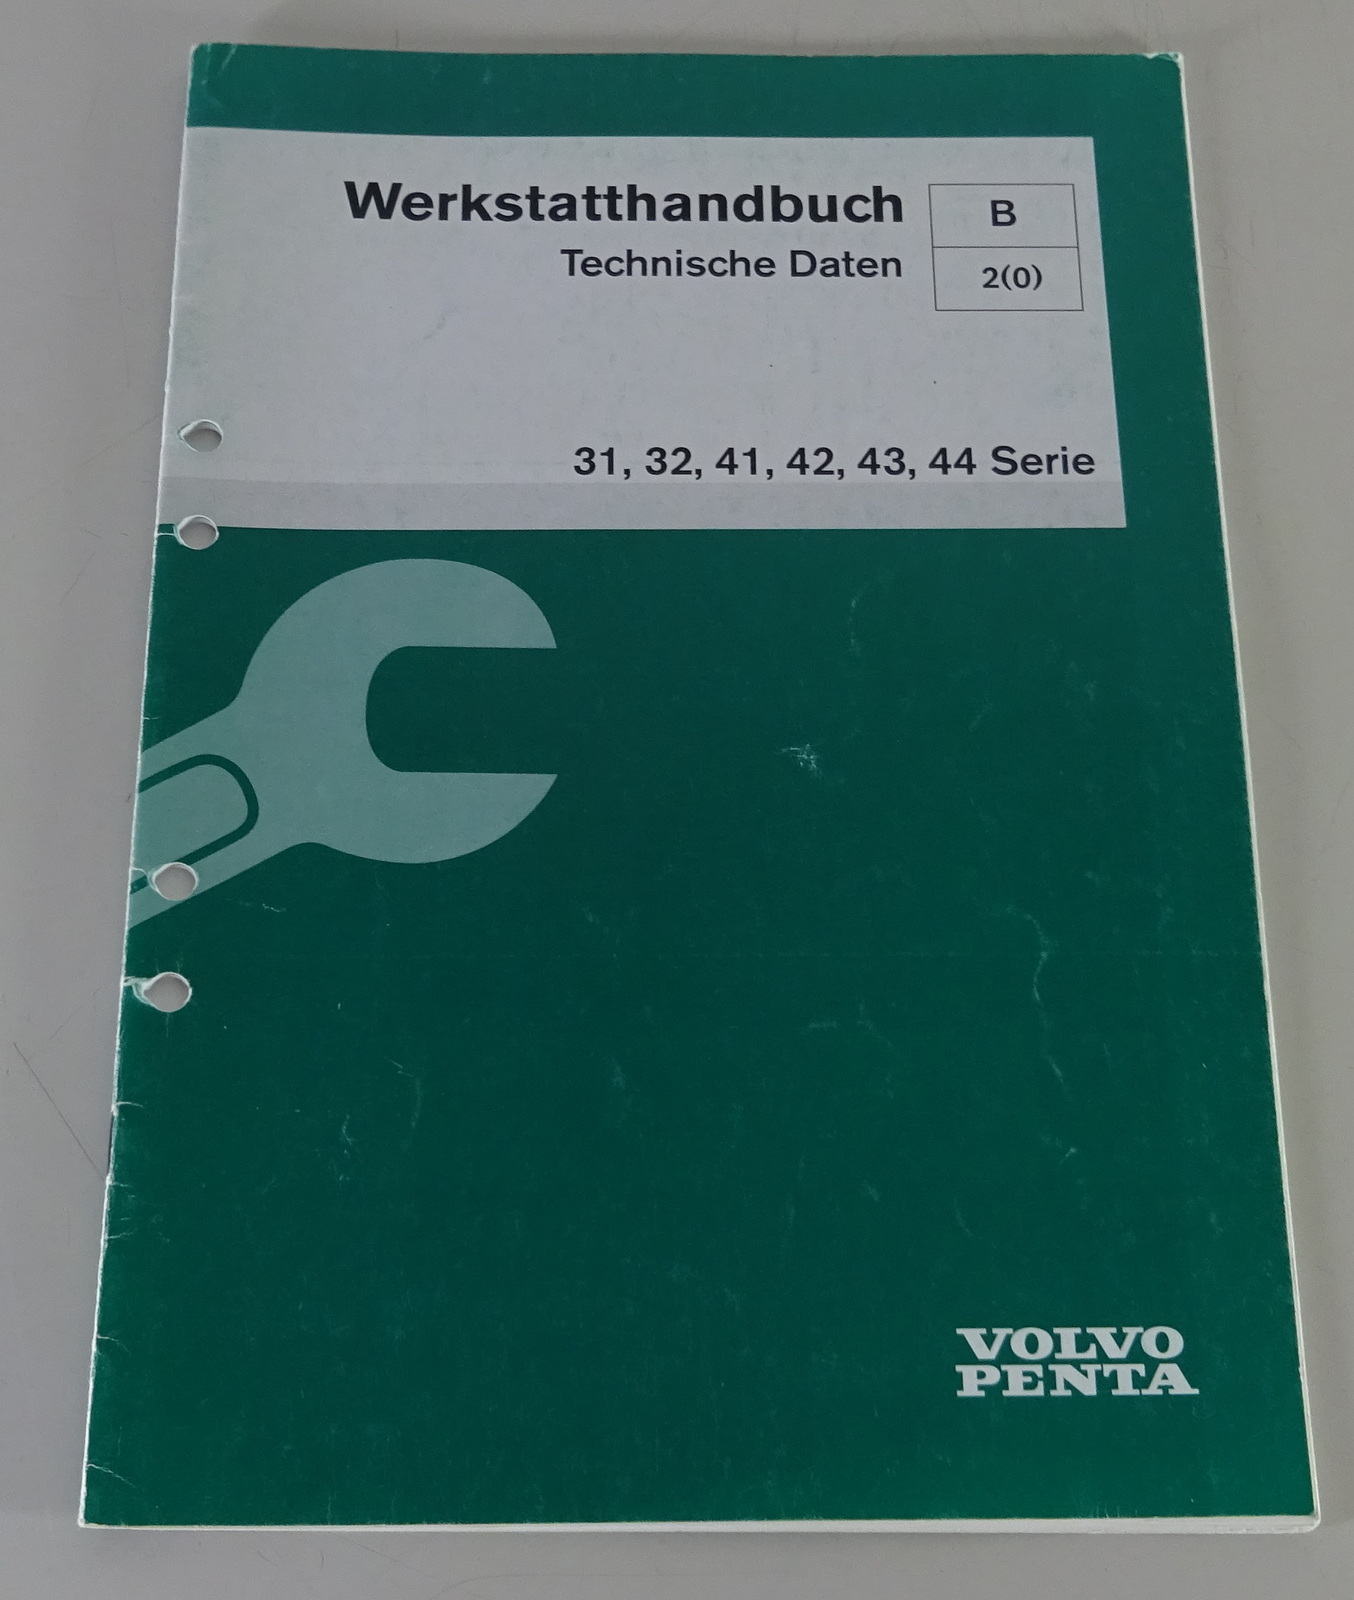 Werkstatthandbuch
Technische Daten
B
2(0)
31, 32, 41, 42, 43, 44 Serie
VOLVO
PENTA